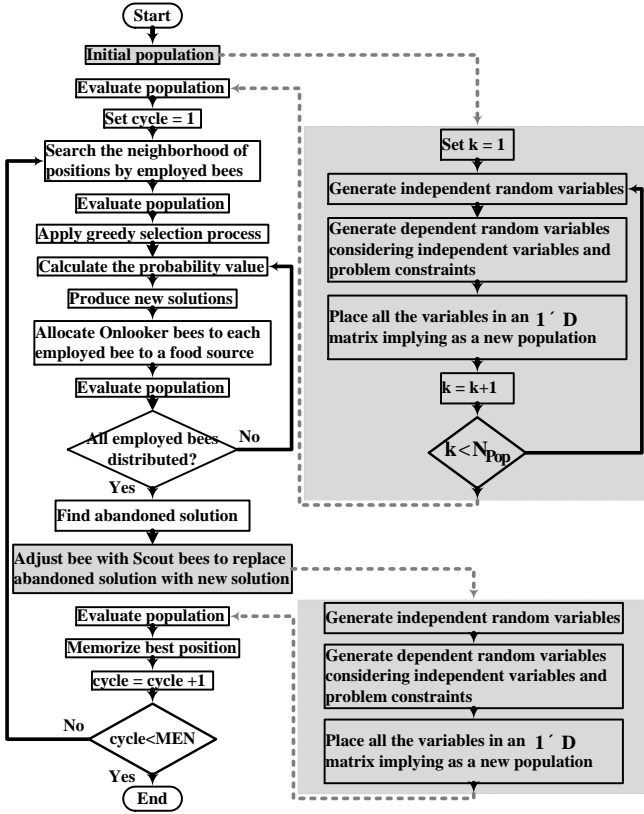 Start
Initial population
Evaluate population
Set cycle = 1
Search the neighborhood of
positions by employed bees
Evaluate population
Apply greedy selection process
Calculate the probability value
Produce new solutions
Allocate Onlooker bees to each
employed bee to a food source
Evaluate population
All employed bees
distributed?
No
Yes
Find abandoned solution
Adjust bee with Scout bees to replace
abandoned solution with new solution
Evaluate population
Memorize best position
cycle = cycle +1
cycle<MEN
No
Yes
End
Set k = 1
Generate independent random variables
Generate dependent random variables
considering independent variables and
problem constraints
Place all the variables in an 1 ´ D
matrix implying as a new population
k = k+1
k<NPop
Generate independent random variables
Generate dependent random variables
considering independent variables and
problem constraints
Place all the variables in an 1 ´ D
matrix implying as a new population